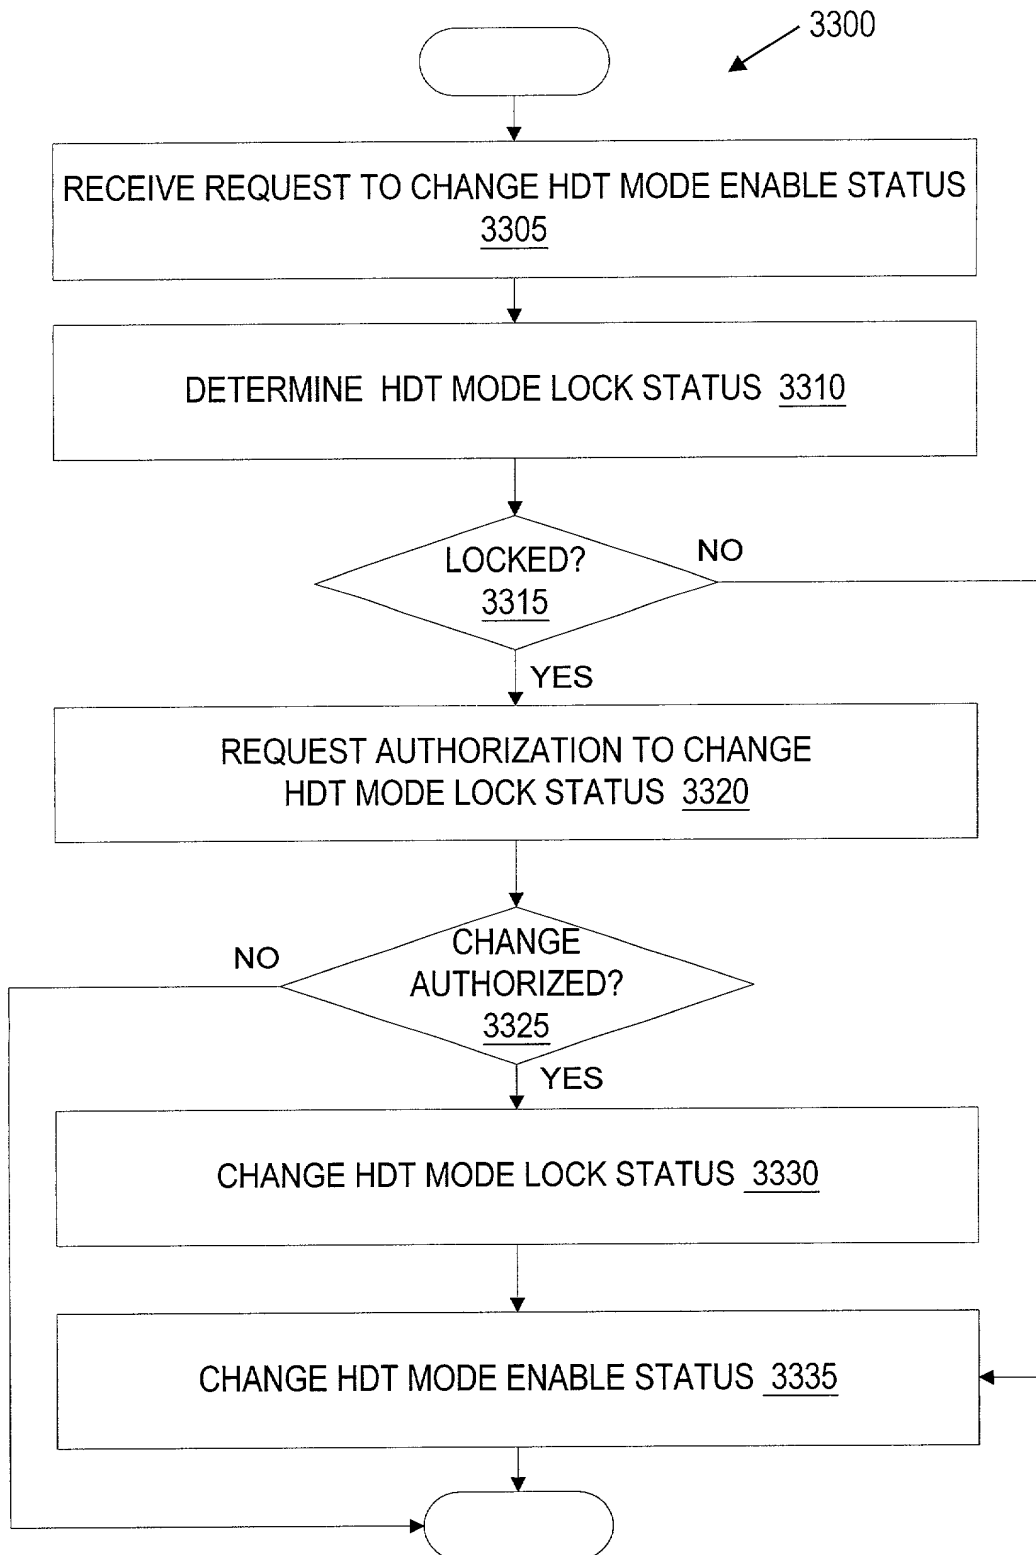 3300
RECEIVE REQUEST TO CHANGE HDT MODE ENABLE STATUS
3305
DETERMINE HDT MODE LOCK STATUS 3310
LOCKED?
3315
NO
YES
REQUEST AUTHORIZATION TO CHANGE
HDT MODE LOCK STATUS 3320
NO
CHANGE
AUTHORIZED?
3325
YES
CHANGE HDT MODE LOCK STATUS 3330
CHANGE HDT MODE ENABLE STATUS 3335